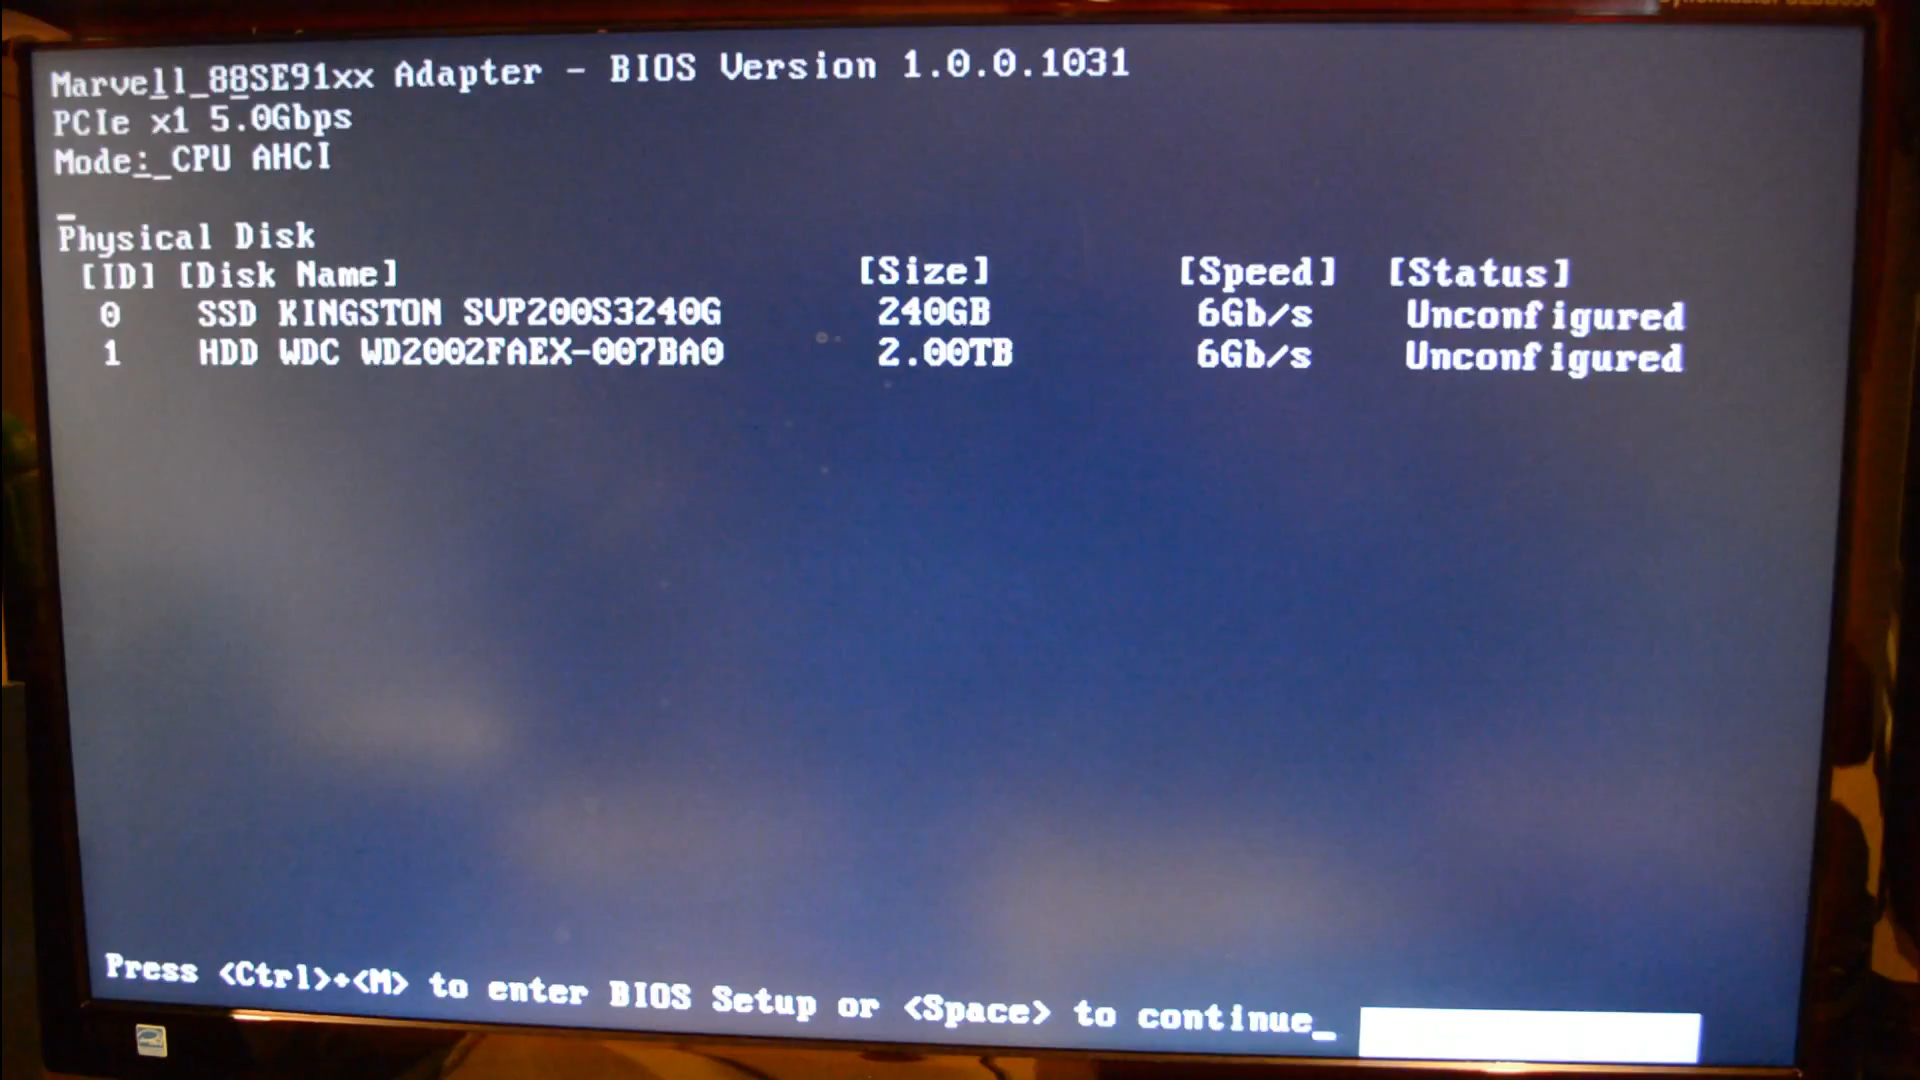 Marvell_88SE91xx Adapter - BIOS Version 1.0.0.1031
PCIe x1 5.0Gbps
Mode:_CPU AHCI
Physical Disk
[ID] [Disk Name] [Size] [Speed] [Status]
0 SSD KINGSTON SVP200S3240G 240GB 6Gb/s Unconfigured
1 HDD WDC WD2002FAEX-007BA0 2.00TB 6Gb/s Unconfigured
Press <Ctrl>+<M> to enter BIOS Setup or <Space> to continue_